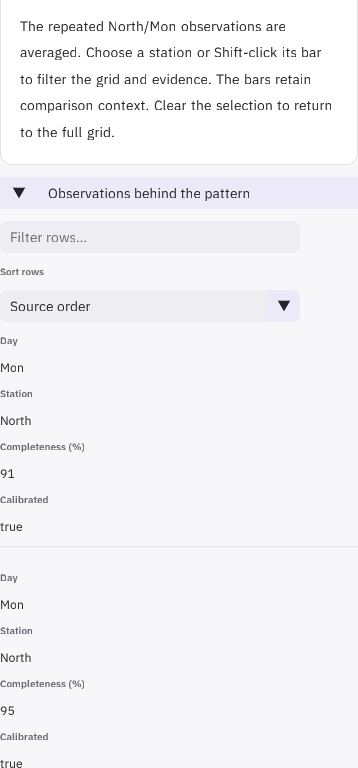 The repeated North/Mon observations are
averaged. Choose a station or Shift-click its bar
to filter the grid and evidence. The bars retain
comparison context. Clear the selection to return
to the full grid.
Observations behind the pattern
Filter rows...
Sort rows
Source order
Day
Mon
Station
North
Completeness (%)
91
Calibrated
true
Day
Mon
Station
North
Completeness (%)
95
Calibrated
true